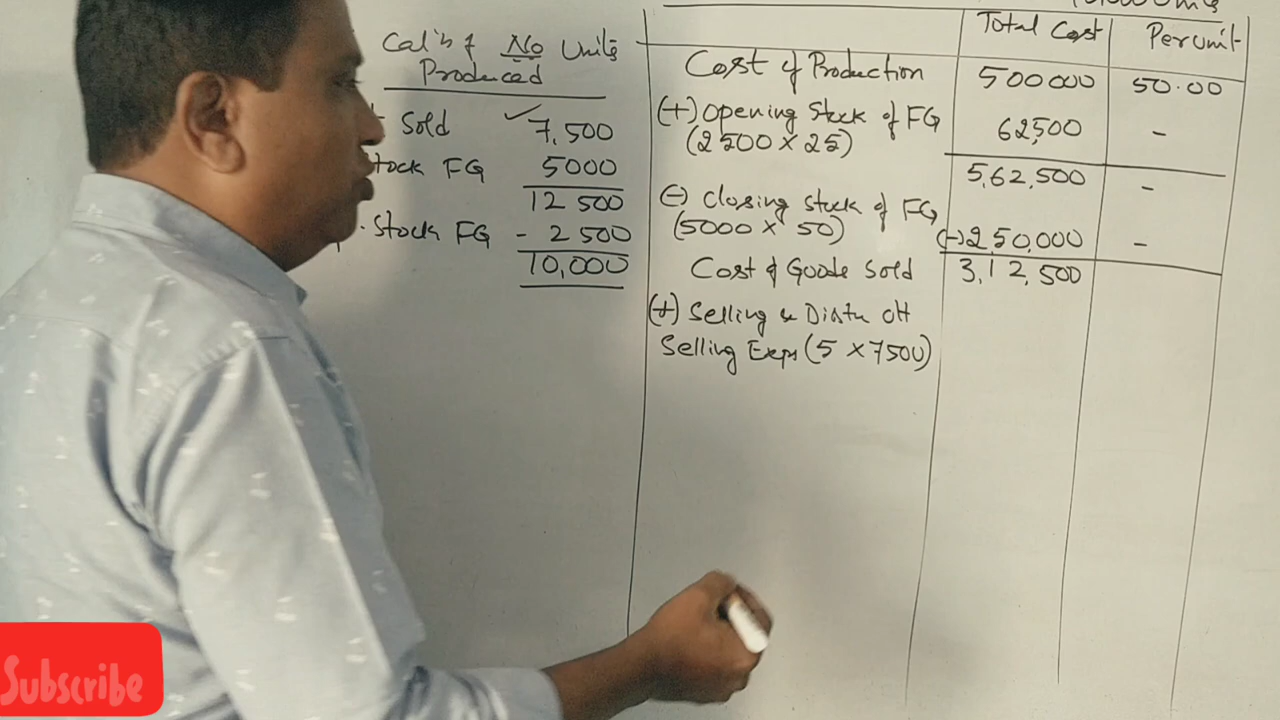 Cal'n of No Units
Produced
Sold ✓ 7,500
Stock FG 5000
12 500
Stock FG - 2 500
10,000
Total Cost Per unit
Cost of Production 500000 50.00
(+) Opening Stock of FG 62,500 -
(2500 × 25)
5,62,500 -
(-) Closing Stock of FG
(5000 × 50) (-) 2,50,000 -
Cost of Goods Sold 3,12,500
(+) Selling & Distn OH
Selling Exps (5 × 7500)
Subscribe